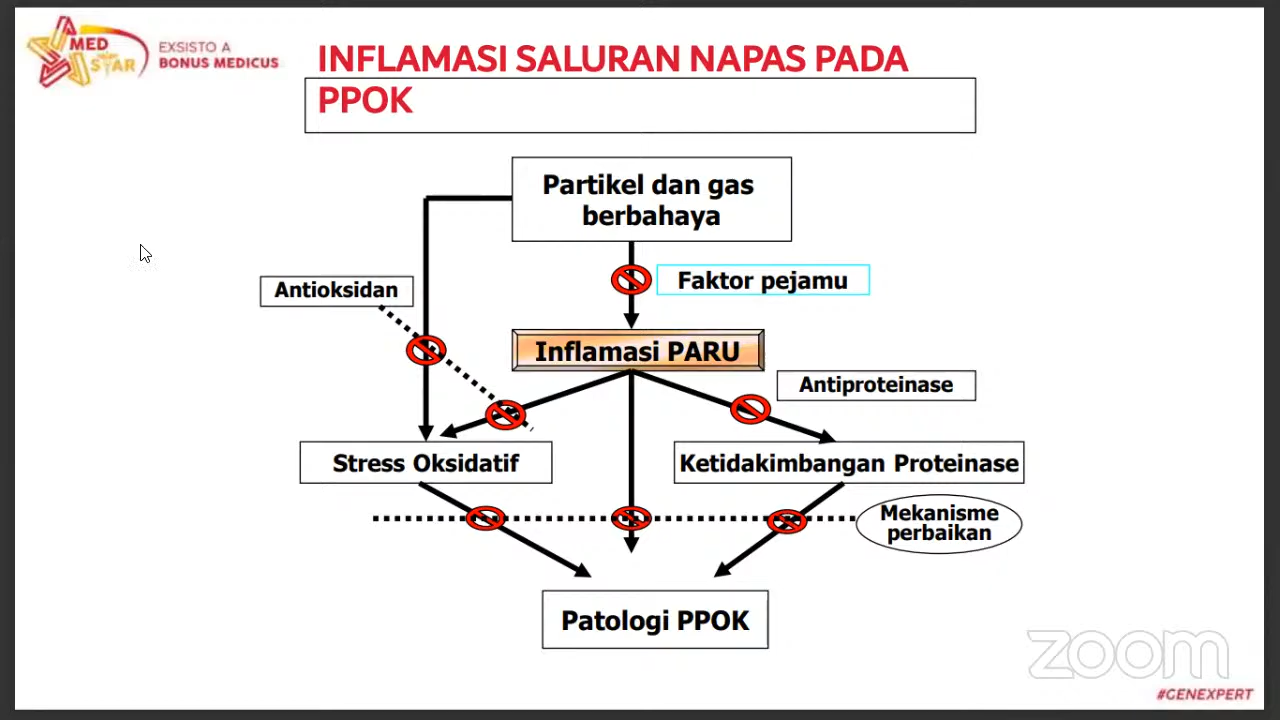 MED
STAR
EXSISTO A
BONUS MEDICUS
INFLAMASI SALURAN NAPAS PADA
PPOK
Partikel dan gas
berbahaya
Faktor pejamu
Antioksidan
Inflamasi PARU
Antiproteinase
Stress Oksidatif
Ketidakimbangan Proteinase
Mekanisme
perbaikan
Patologi PPOK
zoom
#GENEXPERT